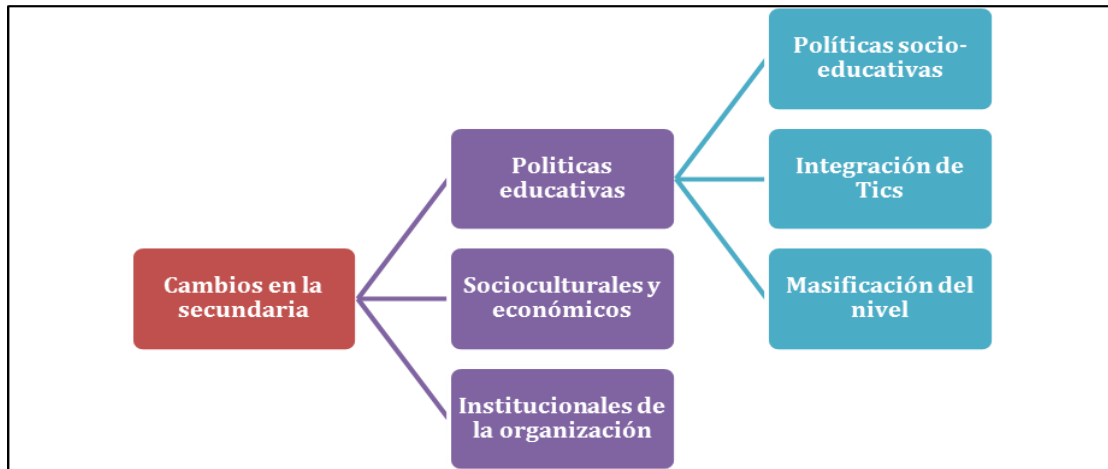 Cambios en la
secundaria
Politicas
educativas
Socioculturales y
económicos
Institucionales de
la organización
Políticas socio-
educativas
Integración de
Tics
Masificación del
nivel